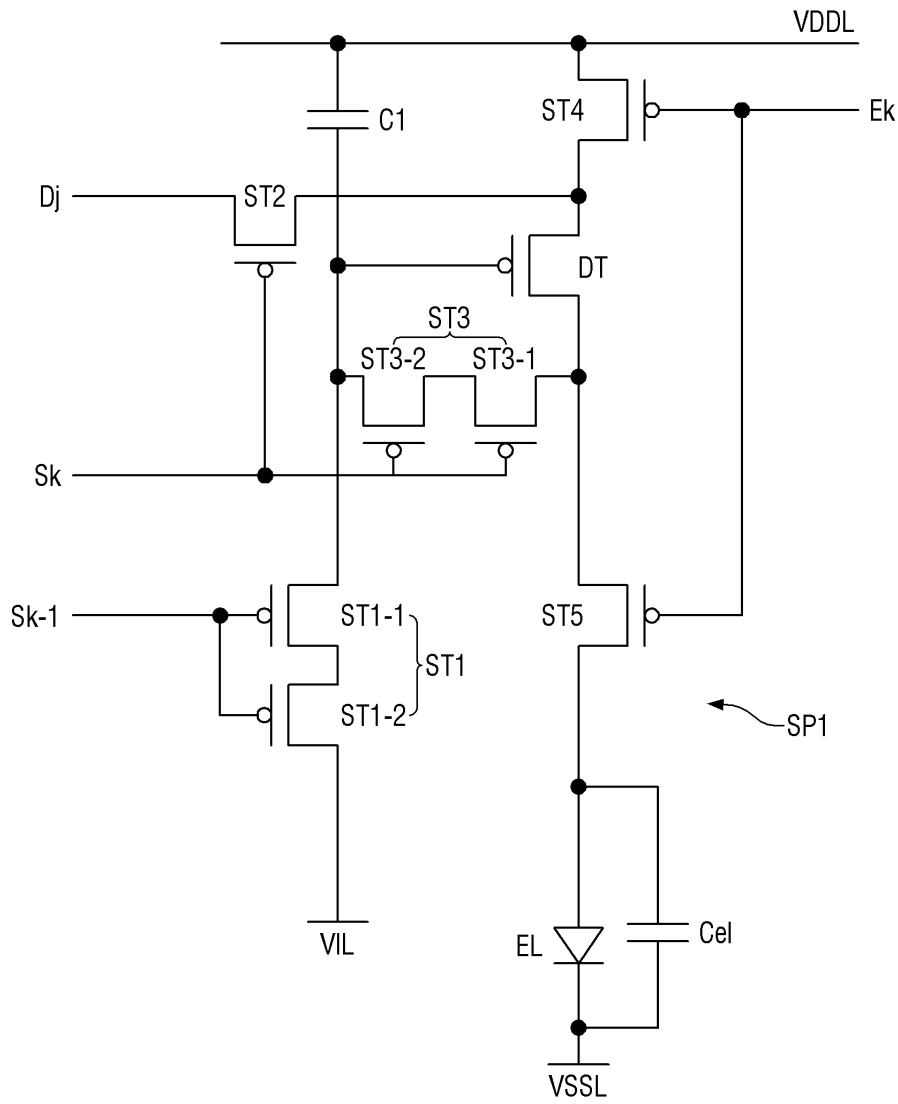 VDDL
C1
ST4
Ek
Dj
ST2
DT
ST3
ST3-2
ST3-1
Sk
Sk-1
ST1-1
ST5
ST1
ST1-2
SP1
VIL
EL
Cel
VSSL